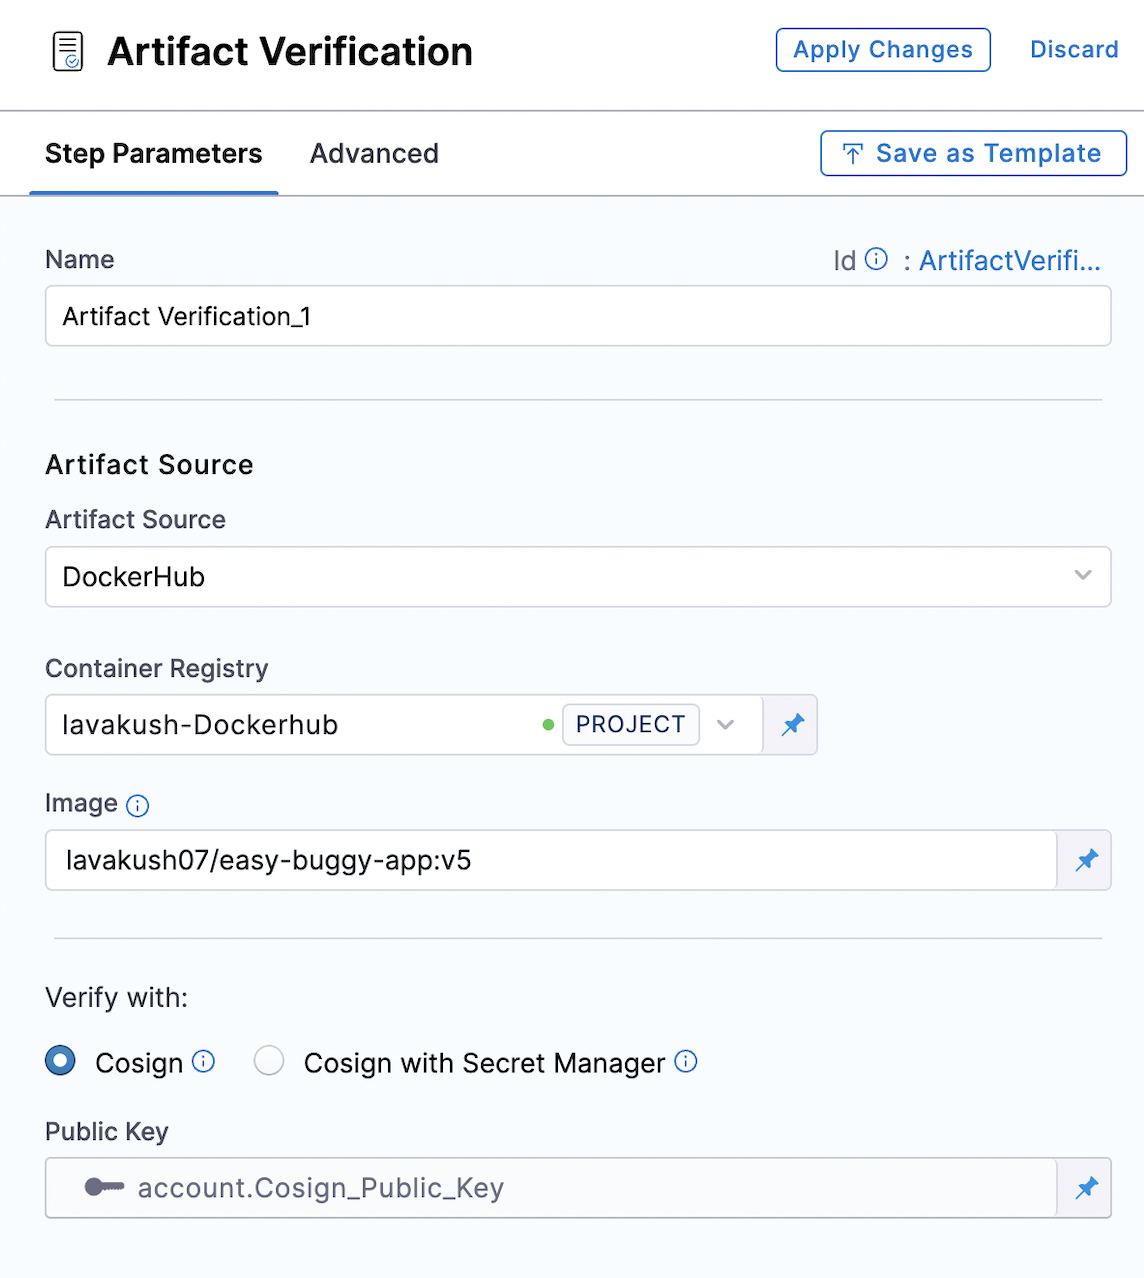 Artifact Verification
Apply Changes
Discard
Step Parameters
Advanced
Save as Template
Name
Id : ArtifactVerifi...
Artifact Verification_1
Artifact Source
Artifact Source
DockerHub
Container Registry
lavakush-Dockerhub
PROJECT
Image
lavakush07/easy-buggy-app:v5
Verify with:
Cosign
Cosign with Secret Manager
Public Key
account.Cosign_Public_Key